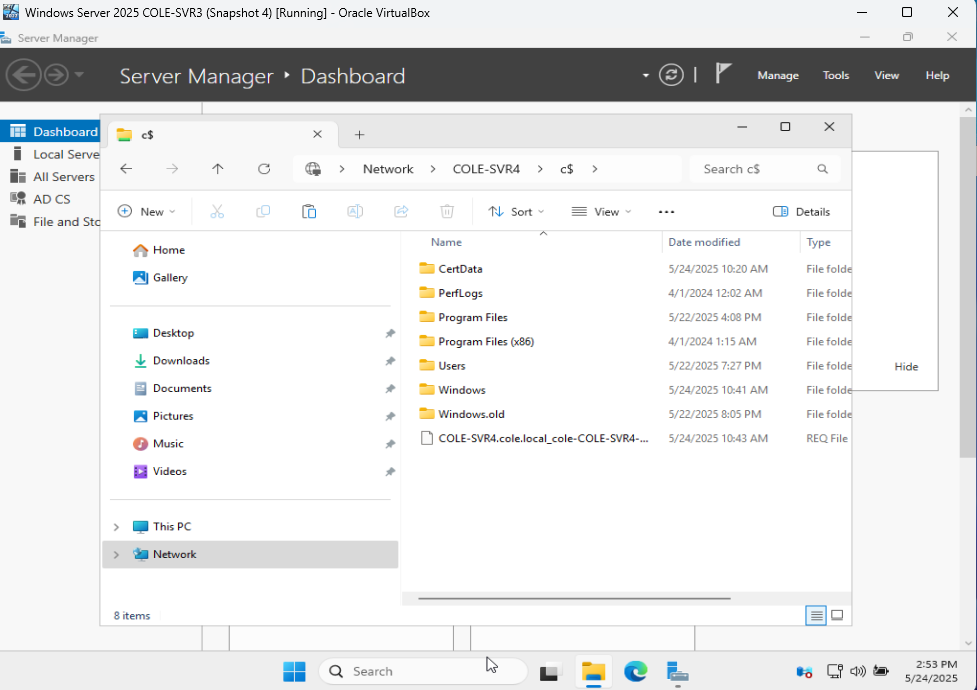 Windows Server 2025 COLE-SVR3 (Snapshot 4) [Running] - Oracle VirtualBox
Server Manager
Server Manager ‣ Dashboard
Manage Tools View Help
Dashboard
Local Serve
All Servers
AD CS
File and Sto
c$
Network > COLE-SVR4 > c$ >
Search c$
New Sort View ... Details
Home
Gallery
Desktop
Downloads
Documents
Pictures
Music
Videos
This PC
Network
Name Date modified Type
CertData 5/24/2025 10:20 AM File folde
PerfLogs 4/1/2024 12:02 AM File folde
Program Files 5/22/2025 4:08 PM File folde
Program Files (x86) 4/1/2024 1:15 AM File folde
Users 5/22/2025 7:27 PM File folde
Windows 5/24/2025 10:41 AM File folde
Windows.old 5/22/2025 8:05 PM File folde
COLE-SVR4.cole.local_cole-COLE-SVR4-... 5/24/2025 10:43 AM REQ File
8 items
Hide
Search
2:53 PM
5/24/2025